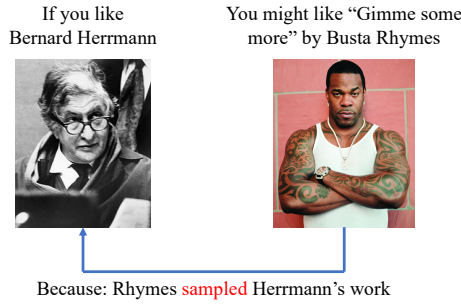 If you like
Bernard Herrmann
You might like “Gimme some
more” by Busta Rhymes
Because: Rhymes sampled Herrmann’s work